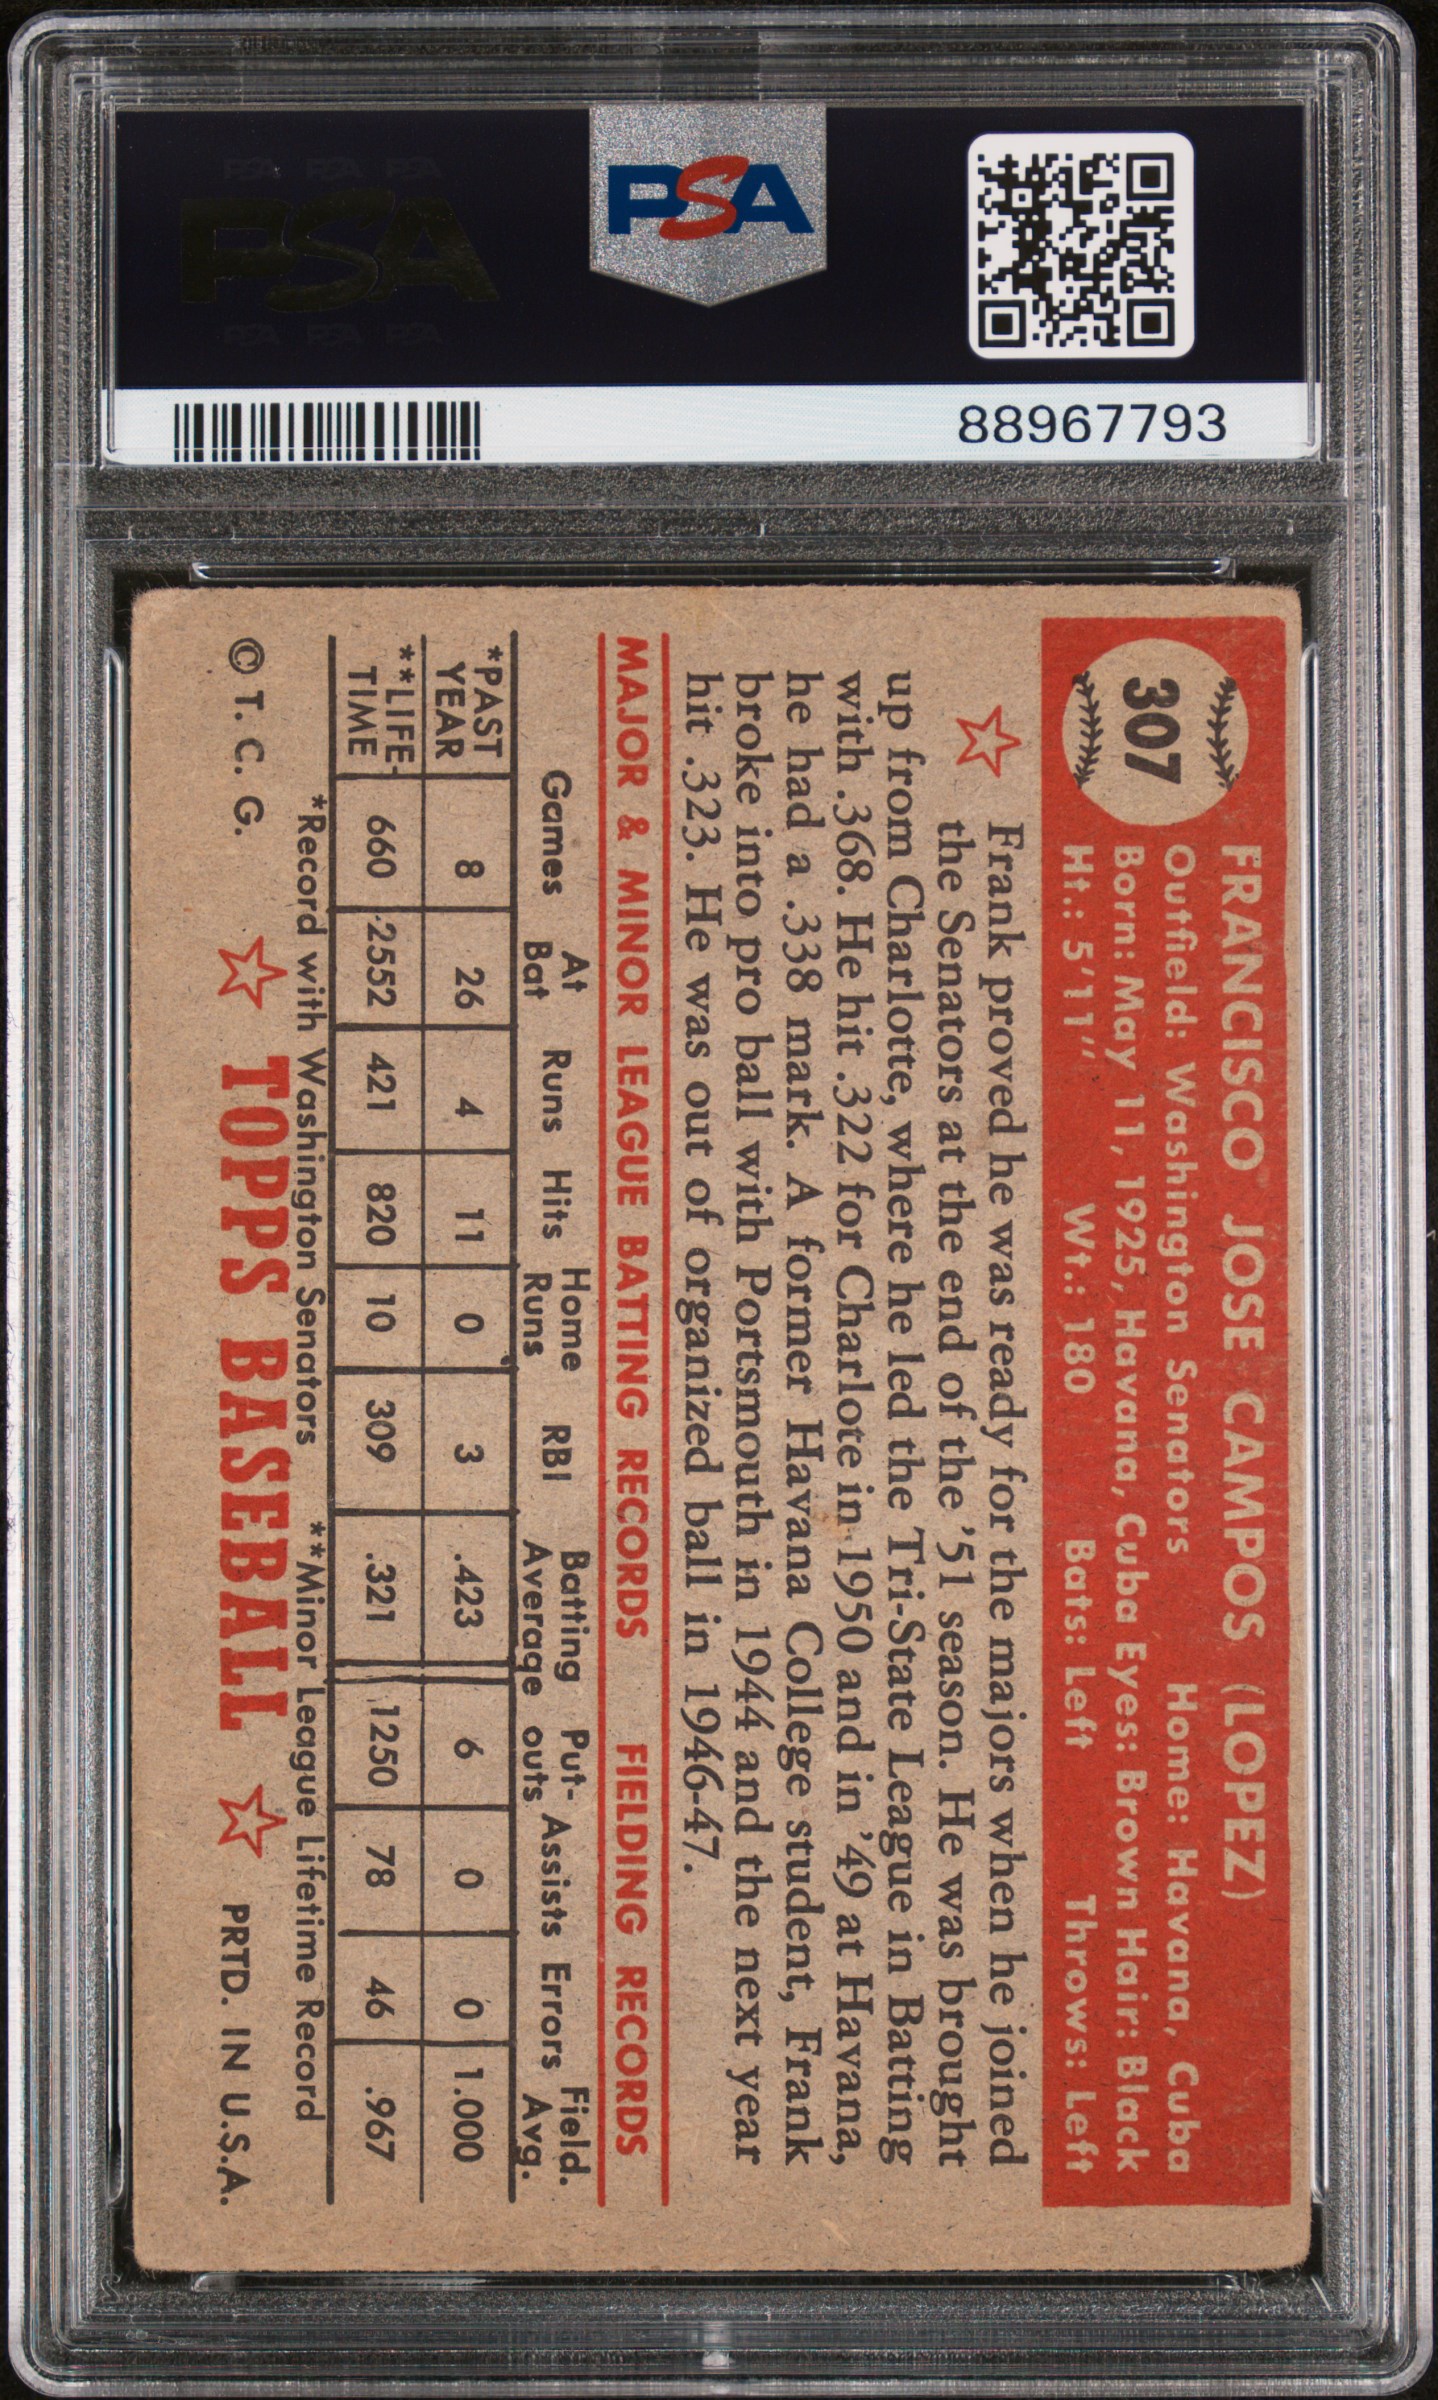 PSA PSA PSA
PSA
PSA PSA PSA
PSA
88967793
307
FRANCISCO JOSE CAMPOS (LOPEZ)
Outfield: Washington Senators Home: Havana, Cuba
Born: May 11, 1925, Havana, Cuba Eyes: Brown Hair: Black
Ht.: 5'11" Wt.: 180 Bats: Left Throws: Left
Frank proved he was ready for the majors when he joined
the Senators at the end of the '51 season. He was brought
up from Charlotte, where he led the Tri-State League in Batting
with .368. He hit .322 for Charlote in 1950 and in '49 at Havana,
he had a .338 mark. A former Havana College student, Frank
broke into pro ball with Portsmouth in 1944 and the next year
hit .323. He was out of organized ball in 1946-47.
MAJOR & MINOR LEAGUE BATTING RECORDS FIELDING RECORDS
Games At Bat Runs Hits Home Runs RBI Batting Average Put-outs Assists Errors Field. Avg.
*PAST YEAR 8 26 4 11 0 3 .423 6 0 0 1.000
**LIFE-TIME 660 2552 421 820 10 309 .321 1250 78 46 .967
*Record with Washington Senators **Minor League Lifetime Record
© T. C. G. TOPPS BASEBALL PRTD. IN U.S.A.